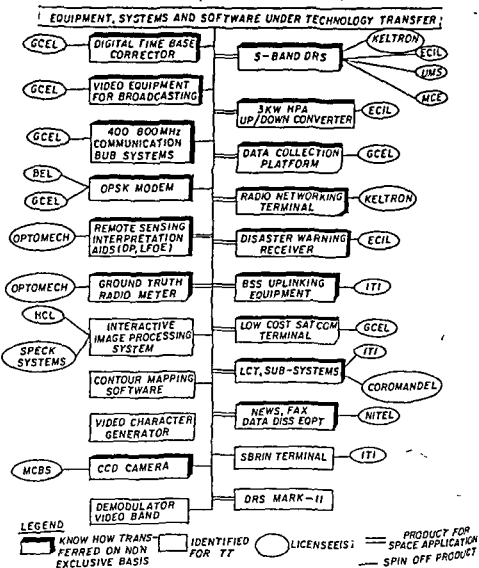 EQUIPMENT, SYSTEMS AND SOFTWARE UNDER TECHNOLOGY TRANSFER
GCEL
DIGITAL FIME BASE
CORRECTOR
GCEL
VIDEO EQUIPMENT
FOR BROADCASTING
GCEL
400 800MHz
COMMUNICATION
BUB SYSTEMS
BEL
GCEL
OPSK MODEM
OPTOMECH
REMOTE SENSING
INTERPRETATION
AIDS (DP, LFOE)
OPTOMECH
GROUND TRUTH
RADIO METER
HCL
SPECK
SYSTEMS
INTERACTIVE
IMAGE PROCESSING
SYSTEM
CONTOUR MAPPING
SOFTWARE
VIDEO CHARACTER
GENERATOR
MCBS
CCD CAMERA
DEMODULATOR
VIDEO BAND
S-BAND DRS
KELTRON
ECIL
UMS
MCE
3KW HPA
UP/DOWN CONVERTER
ECIL
DATA COLLECTION
PLATFORM
GCEL
RADIO NETWORKING
TERMINAL
KELTRON
DISASTER WARNING
RECEIVER
ECIL
BSS UPLINKING
EQUIPMENT
ITI
LOW COST SATCOM
TERMINAL
GCEL
LCT, SUB-SYSTEMS
ITI
COROMANDEL
NEWS, FAX
DATA DISS EQPT
NITEL
SBRIN TERMINAL
ITI
DRS MARK-II
LEGEND
KNOW HOW TRANS-
FERRED ON NON
EXCLUSIVE BASIS
IDENTIFIED
FOR TT
LICENSEE(S)
PRODUCT FOR
SPACE APPLICATION
SPIN OFF PRODUCT